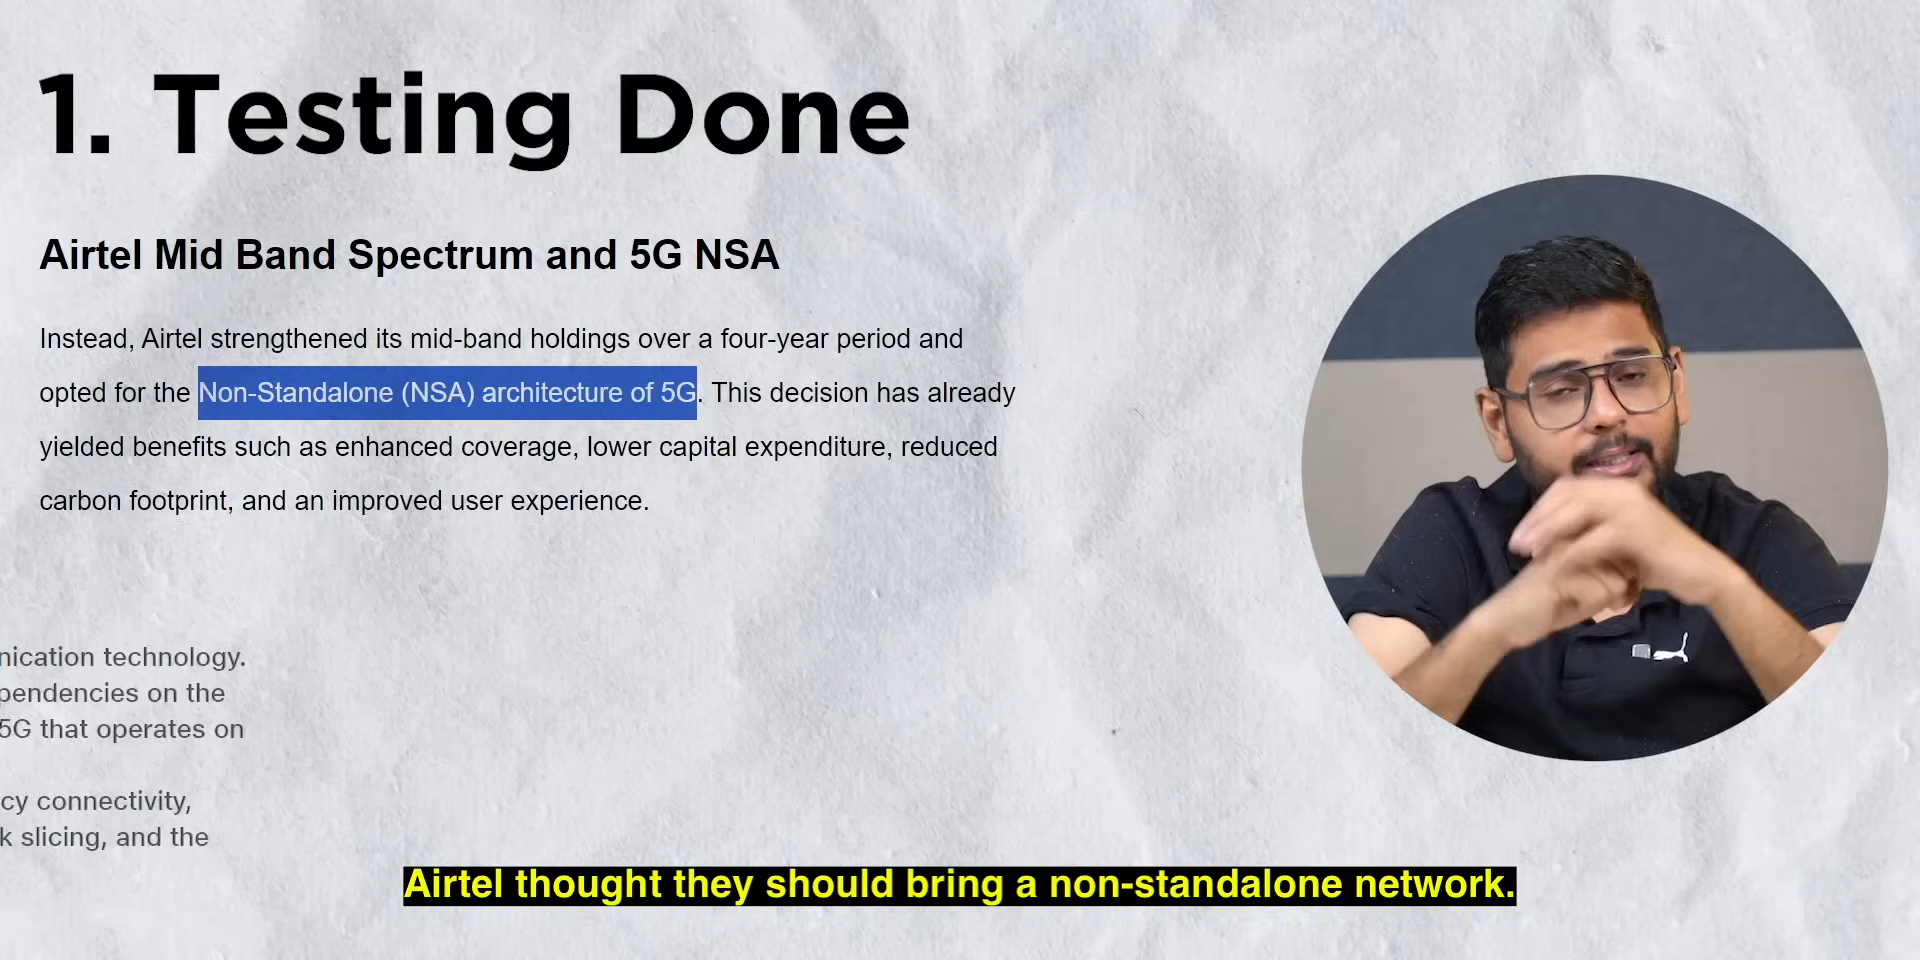 1. Testing Done
Airtel Mid Band Spectrum and 5G NSA
Instead, Airtel strengthened its mid-band holdings over a four-year period and
opted for the Non-Standalone (NSA) architecture of 5G. This decision has already
yielded benefits such as enhanced coverage, lower capital expenditure, reduced
carbon footprint, and an improved user experience.
nication technology.
pendencies on the
5G that operates on
cy connectivity,
k slicing, and the
Airtel thought they should bring a non-standalone network.